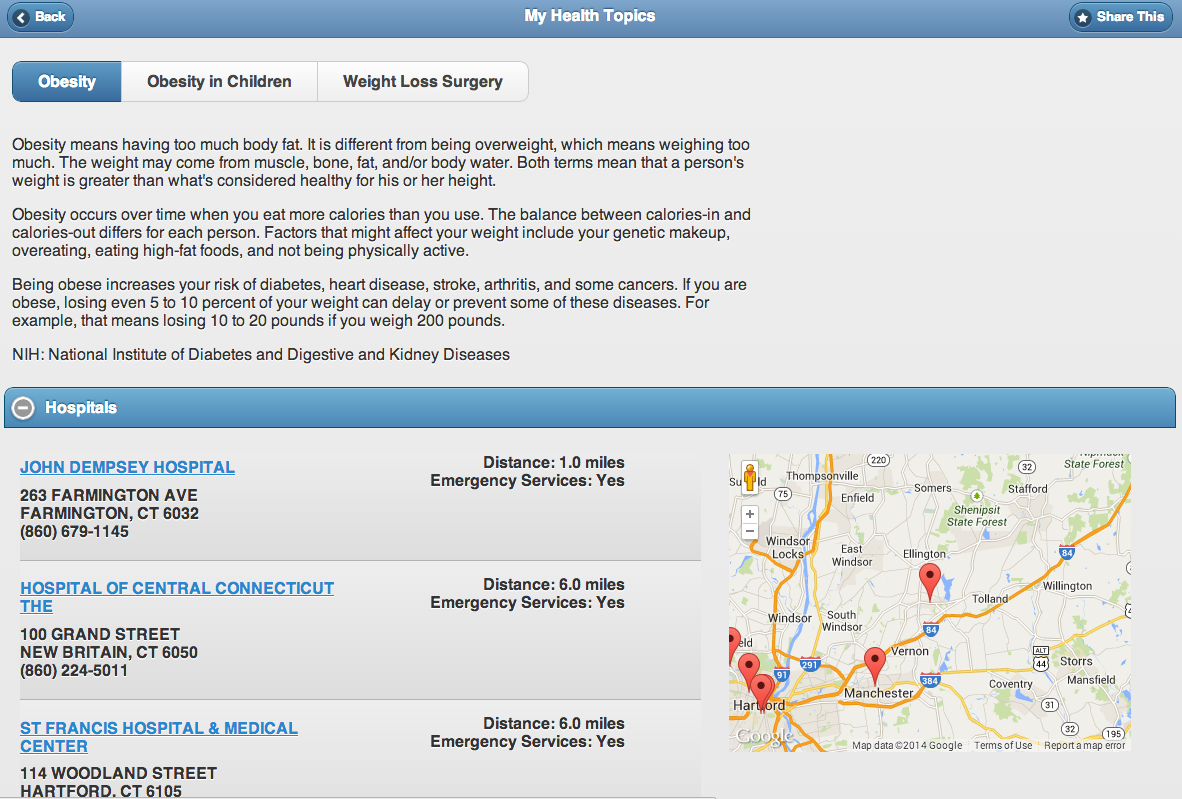 Back
My Health Topics
Share This
Obesity
Obesity in Children
Weight Loss Surgery
Obesity means having too much body fat. It is different from being overweight, which means weighing too
much. The weight may come from muscle, bone, fat, and/or body water. Both terms mean that a person's
weight is greater than what's considered healthy for his or her height.
Obesity occurs over time when you eat more calories than you use. The balance between calories-in and
calories-out differs for each person. Factors that might affect your weight include your genetic makeup,
overeating, eating high-fat foods, and not being physically active.
Being obese increases your risk of diabetes, heart disease, stroke, arthritis, and some cancers. If you are
obese, losing even 5 to 10 percent of your weight can delay or prevent some of these diseases. For
example, that means losing 10 to 20 pounds if you weigh 200 pounds.
NIH: National Institute of Diabetes and Digestive and Kidney Diseases
Hospitals
JOHN DEMPSEY HOSPITAL
263 FARMINGTON AVE
FARMINGTON, CT 6032
(860) 679-1145
Distance: 1.0 miles
Emergency Services: Yes
HOSPITAL OF CENTRAL CONNECTICUT
THE
100 GRAND STREET
NEW BRITAIN, CT 6050
(860) 224-5011
Distance: 6.0 miles
Emergency Services: Yes
ST FRANCIS HOSPITAL & MEDICAL
CENTER
114 WOODLAND STREET
HARTFORD, CT 6105
Distance: 6.0 miles
Emergency Services: Yes
220
State Forest
32
Thompsonville
75
Enfield
Somers
Stafford
Shenipsit
State Forest
+
−
Windsor
Locks
East
Windsor
Ellington
84
Willington
Tolland
Windsor
South
Windsor
84
Vernon
ALT
44
Storrs
291
91
384
Manchester
Coventry
Mansfield
Hartford
31
32
195
Google
Map data ©2014 Google
Terms of Use
Report a map error